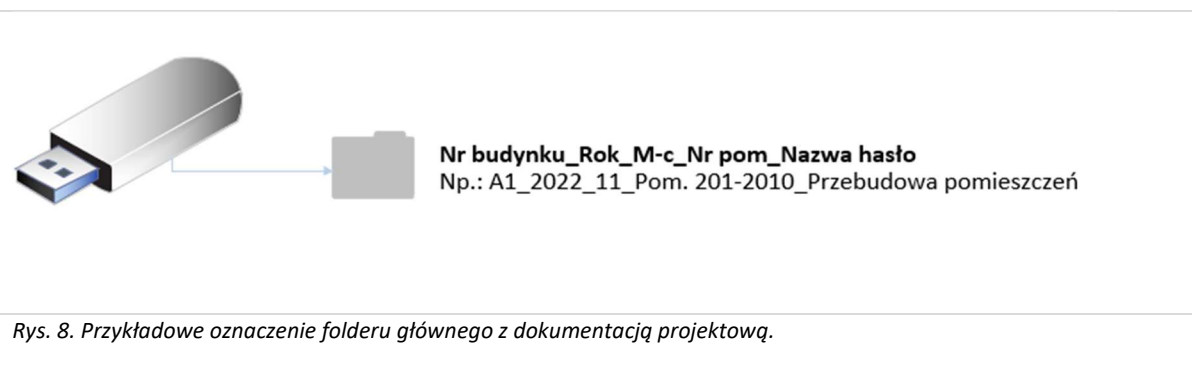 Nr budynku_Rok_M-c_Nr pom_Nazwa hasło
Np.: A1_2022_11_Pom. 201-2010_Przebudowa pomieszczeń
Rys. 8. Przykładowe oznaczenie folderu głównego z dokumentacją projektową.